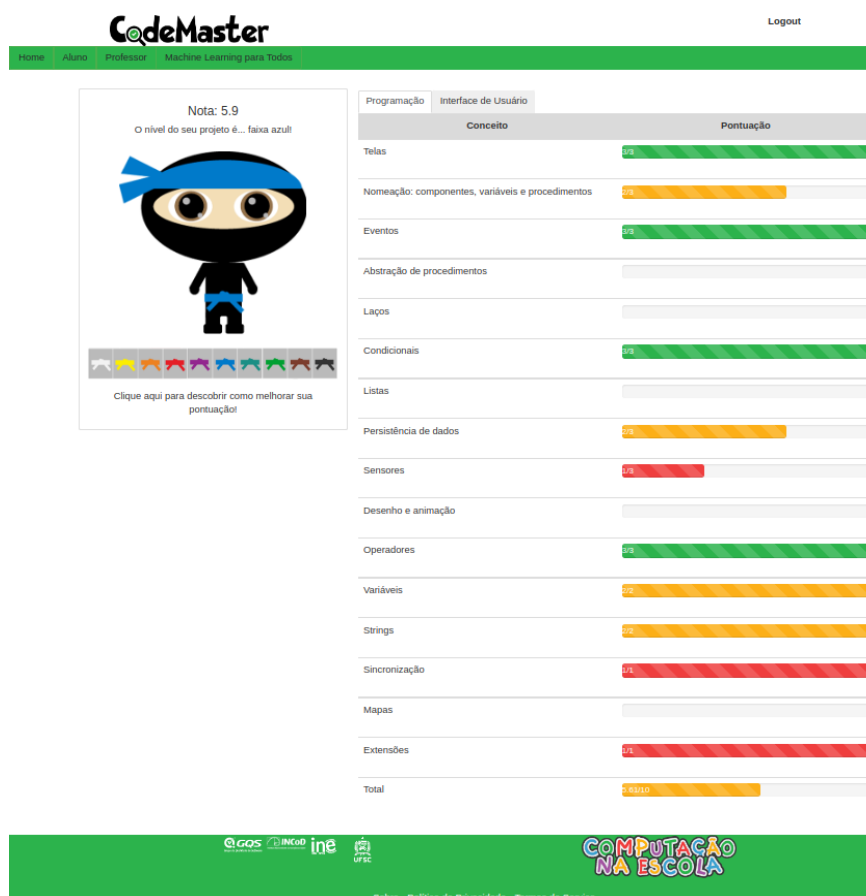 CodeMaster
Logout
Home Aluno Professor Machine Learning para Todos
Nota: 5.9
O nível do seu projeto é... faixa azul!
Clique aqui para descobrir como melhorar sua
pontuação!
Programação Interface de Usuário
Conceito Pontuação
Telas 3/3
Nomeação: componentes, variáveis e procedimentos 2/3
Eventos 3/3
Abstração de procedimentos
Laços
Condicionais 3/3
Listas
Persistência de dados 2/3
Sensores 1/3
Desenho e animação
Operadores 3/3
Variáveis 2/2
Strings 2/2
Sincronização 1/1
Mapas
Extensões 1/1
Total
GQS INCoD ine UFSC
COMPUTAÇÃO
NA ESCOLA